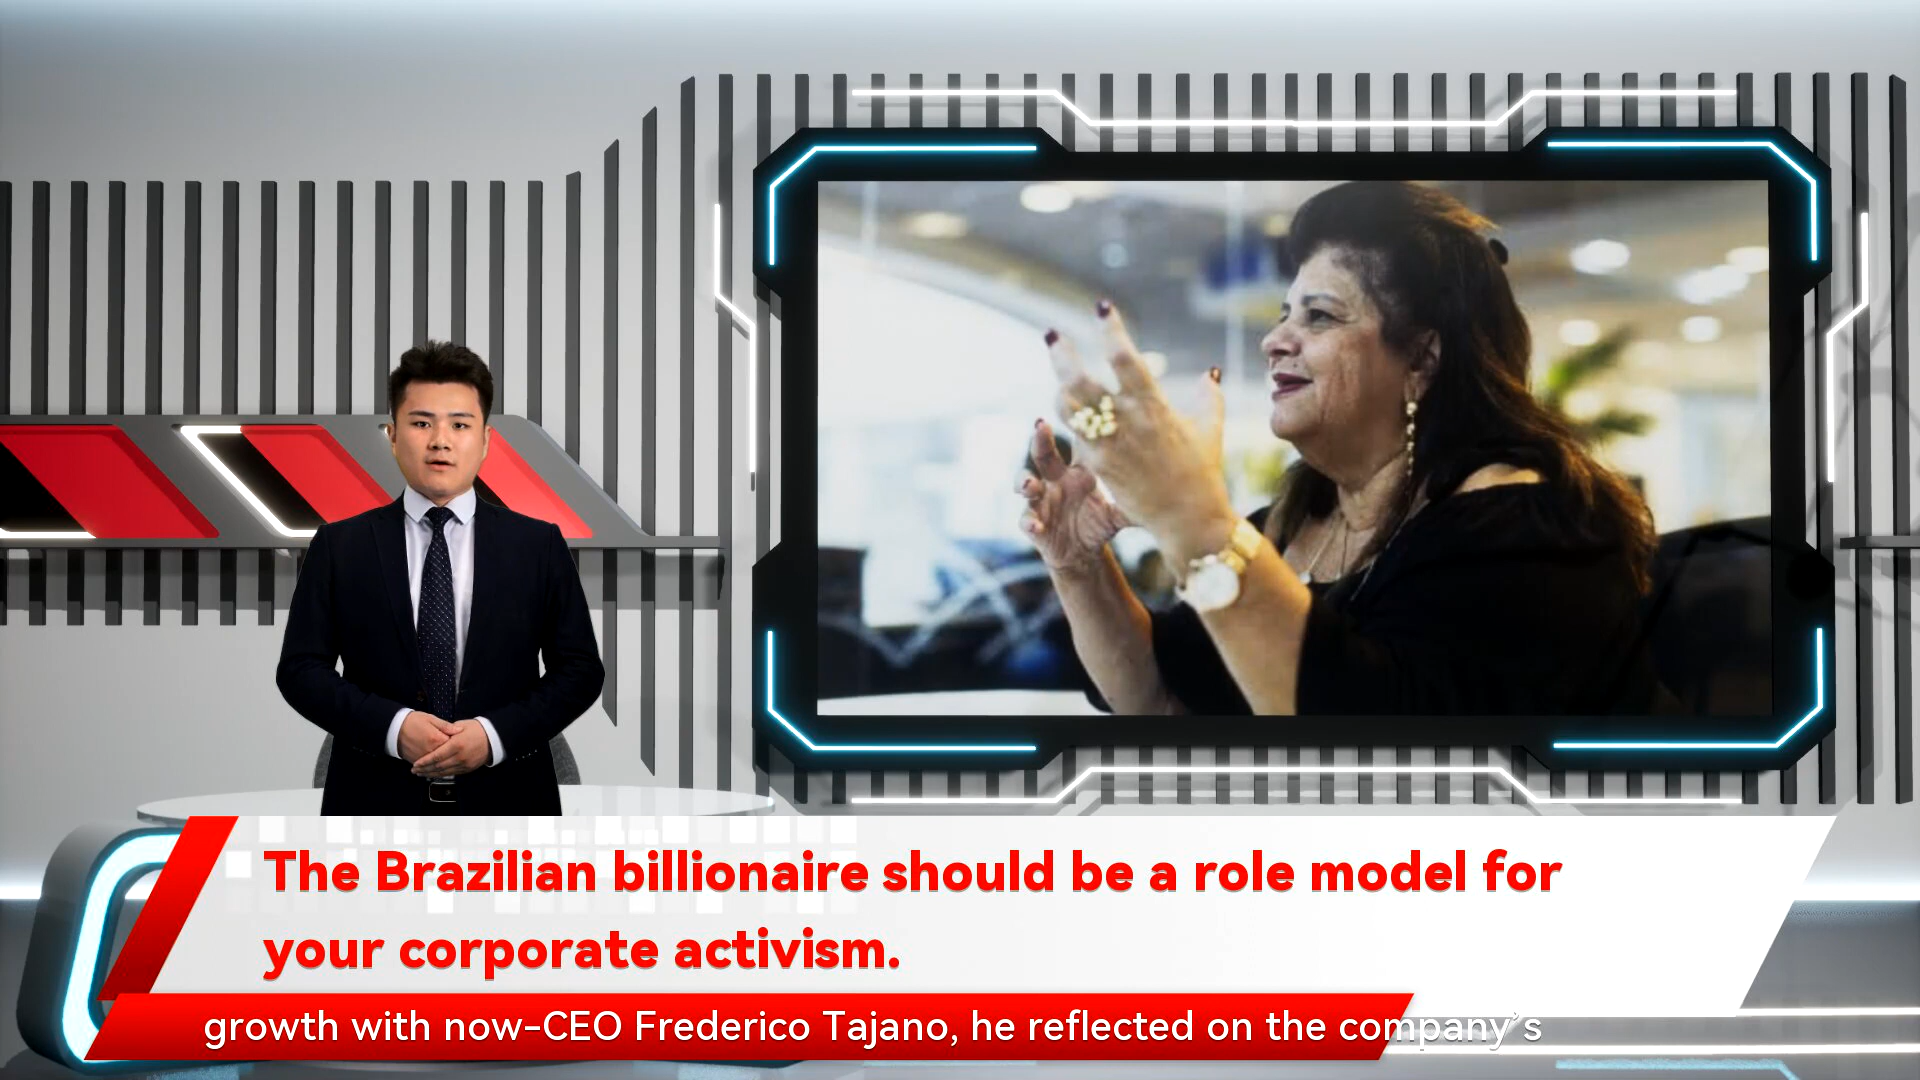 The Brazilian billionaire should be a role model for
your corporate activism.
growth with now-CEO Frederico Tajano, he reflected on the company's